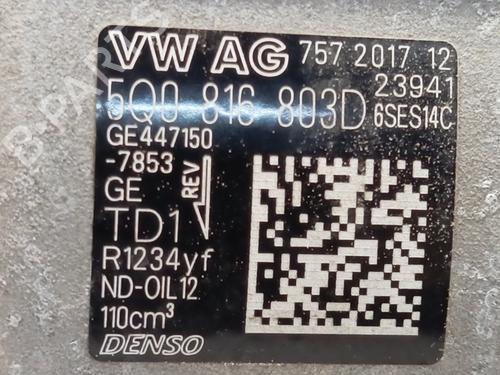 VW AG 757 2017 12
23941
5Q0 816 803D 6SES14C
GE447150
-7853
GE REV
TD1
R1234yf
ND-OIL12
110cm³
DENSO